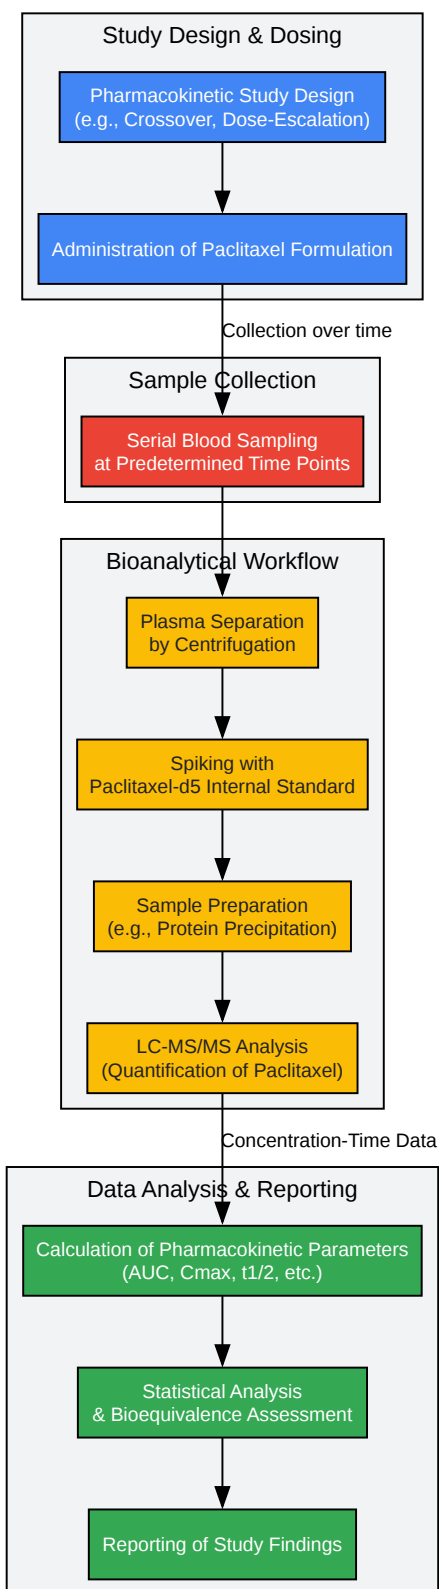 Study Design & Dosing
Pharmacokinetic Study Design
(e.g., Crossover, Dose-Escalation)
Administration of Paclitaxel Formulation
Collection over time
Sample Collection
Serial Blood Sampling
at Predetermined Time Points
Bioanalytical Workflow
Plasma Separation
by Centrifugation
Spiking with
Paclitaxel-d5 Internal Standard
Sample Preparation
(e.g., Protein Precipitation)
LC-MS/MS Analysis
(Quantification of Paclitaxel)
Concentration-Time Data
Data Analysis & Reporting
Calculation of Pharmacokinetic Parameters
(AUC, Cmax, t1/2, etc.)
Statistical Analysis
& Bioequivalence Assessment
Reporting of Study Findings